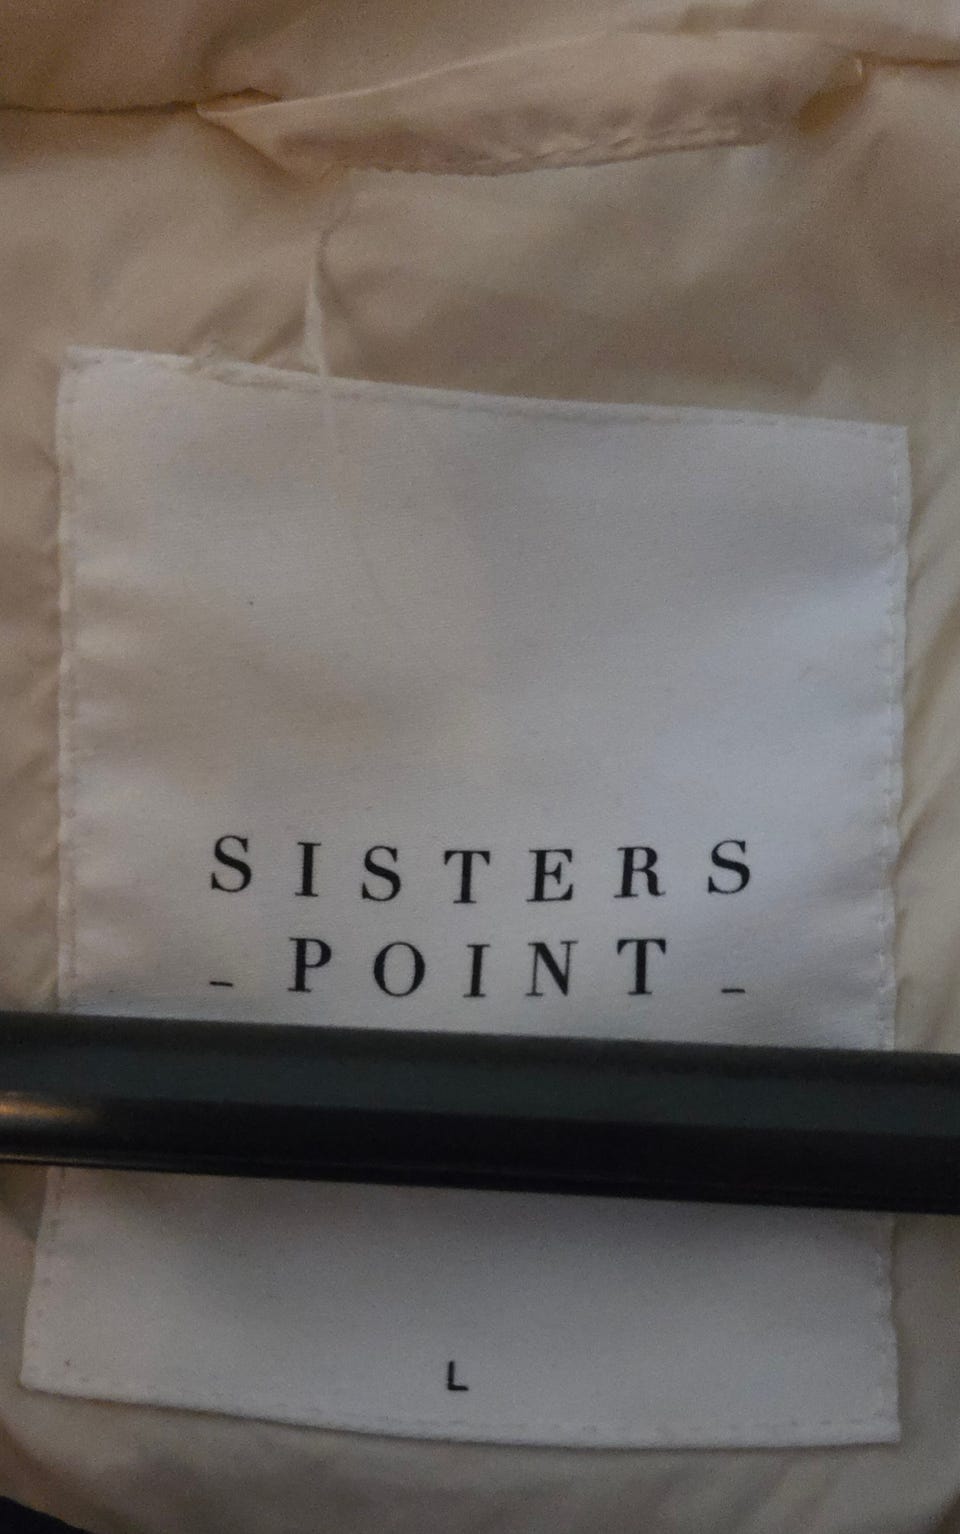 SISTERS
- POINT -
L